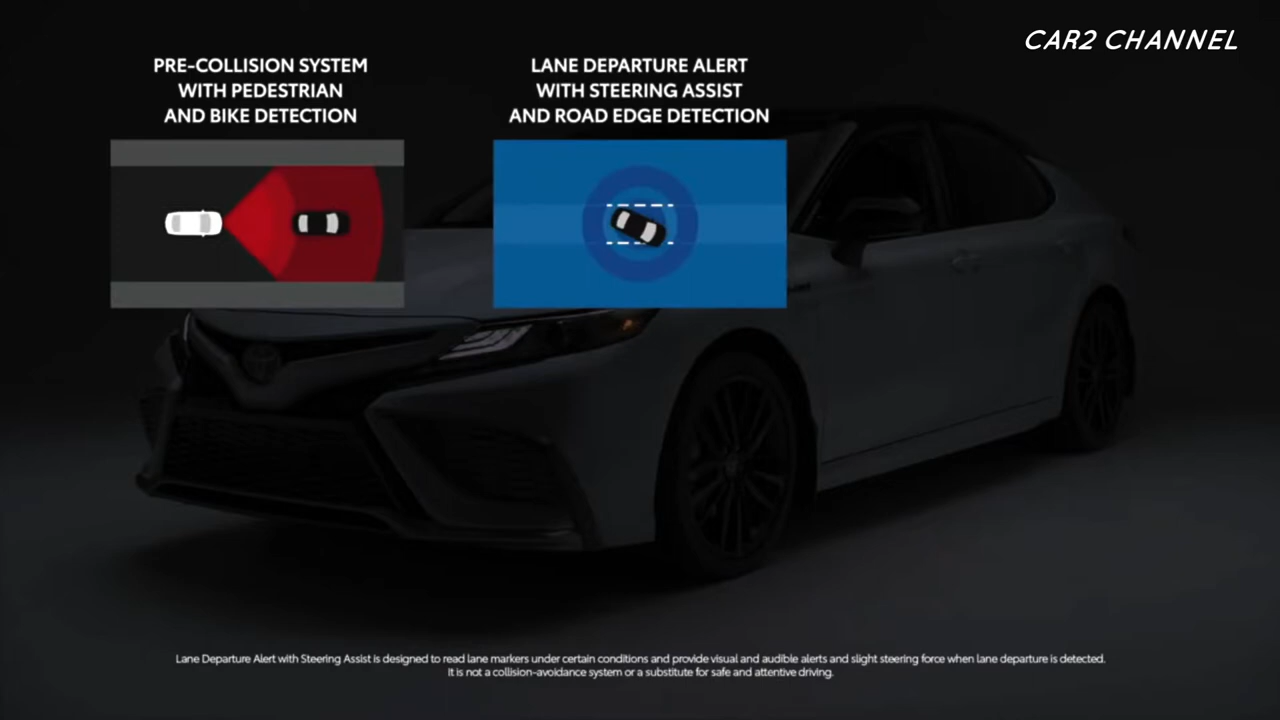 CAR2 CHANNEL
PRE-COLLISION SYSTEM
WITH PEDESTRIAN
AND BIKE DETECTION
LANE DEPARTURE ALERT
WITH STEERING ASSIST
AND ROAD EDGE DETECTION
Lane Departure Alert with Steering Assist is designed to read lane markers under certain conditions and provide visual and audible alerts and slight steering force when lane departure is detected.
It is not a collision-avoidance system or a substitute for safe and attentive driving.